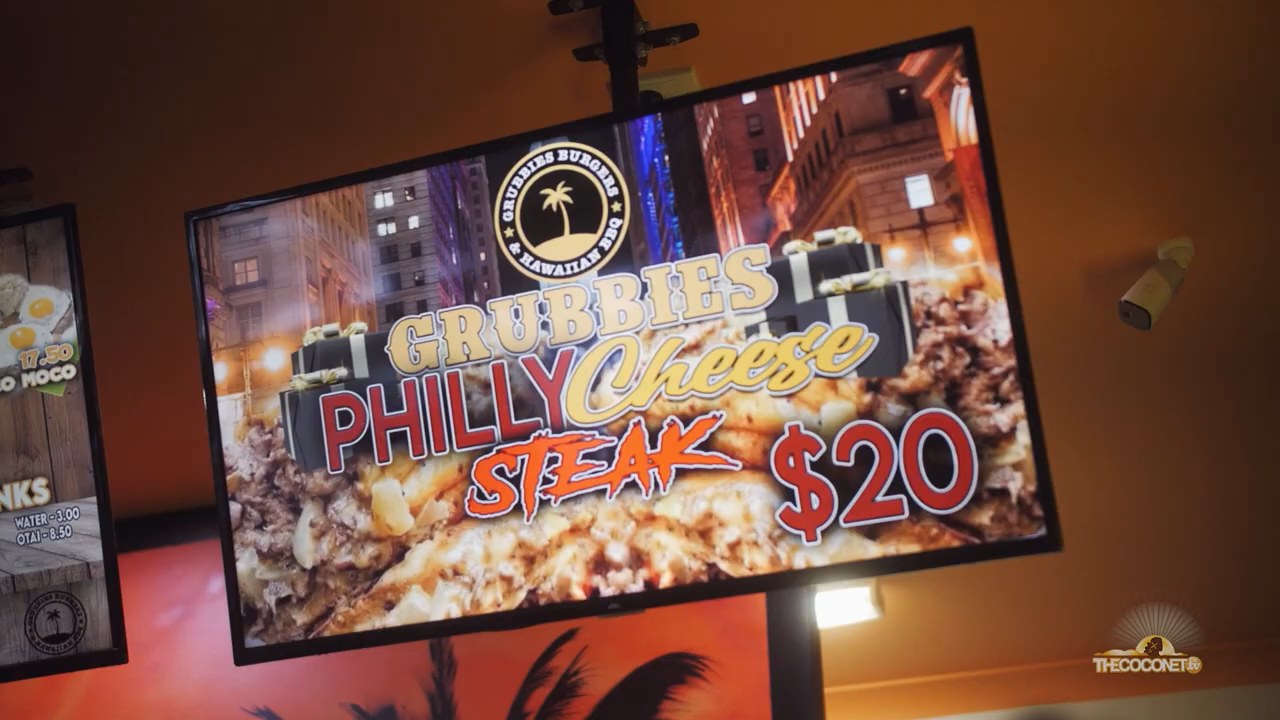 GRUBBIES BURGERS
& HAWAIIAN BBQ
GRUBBIES
PHILLY Cheese
STEAK
$20
17.50
O MOCO
NKS
WATER - 3.00
OTAI - 8.50
GRUBBIES BURGERS
& HAWAIIAN BBQ
THECOCONET.tv